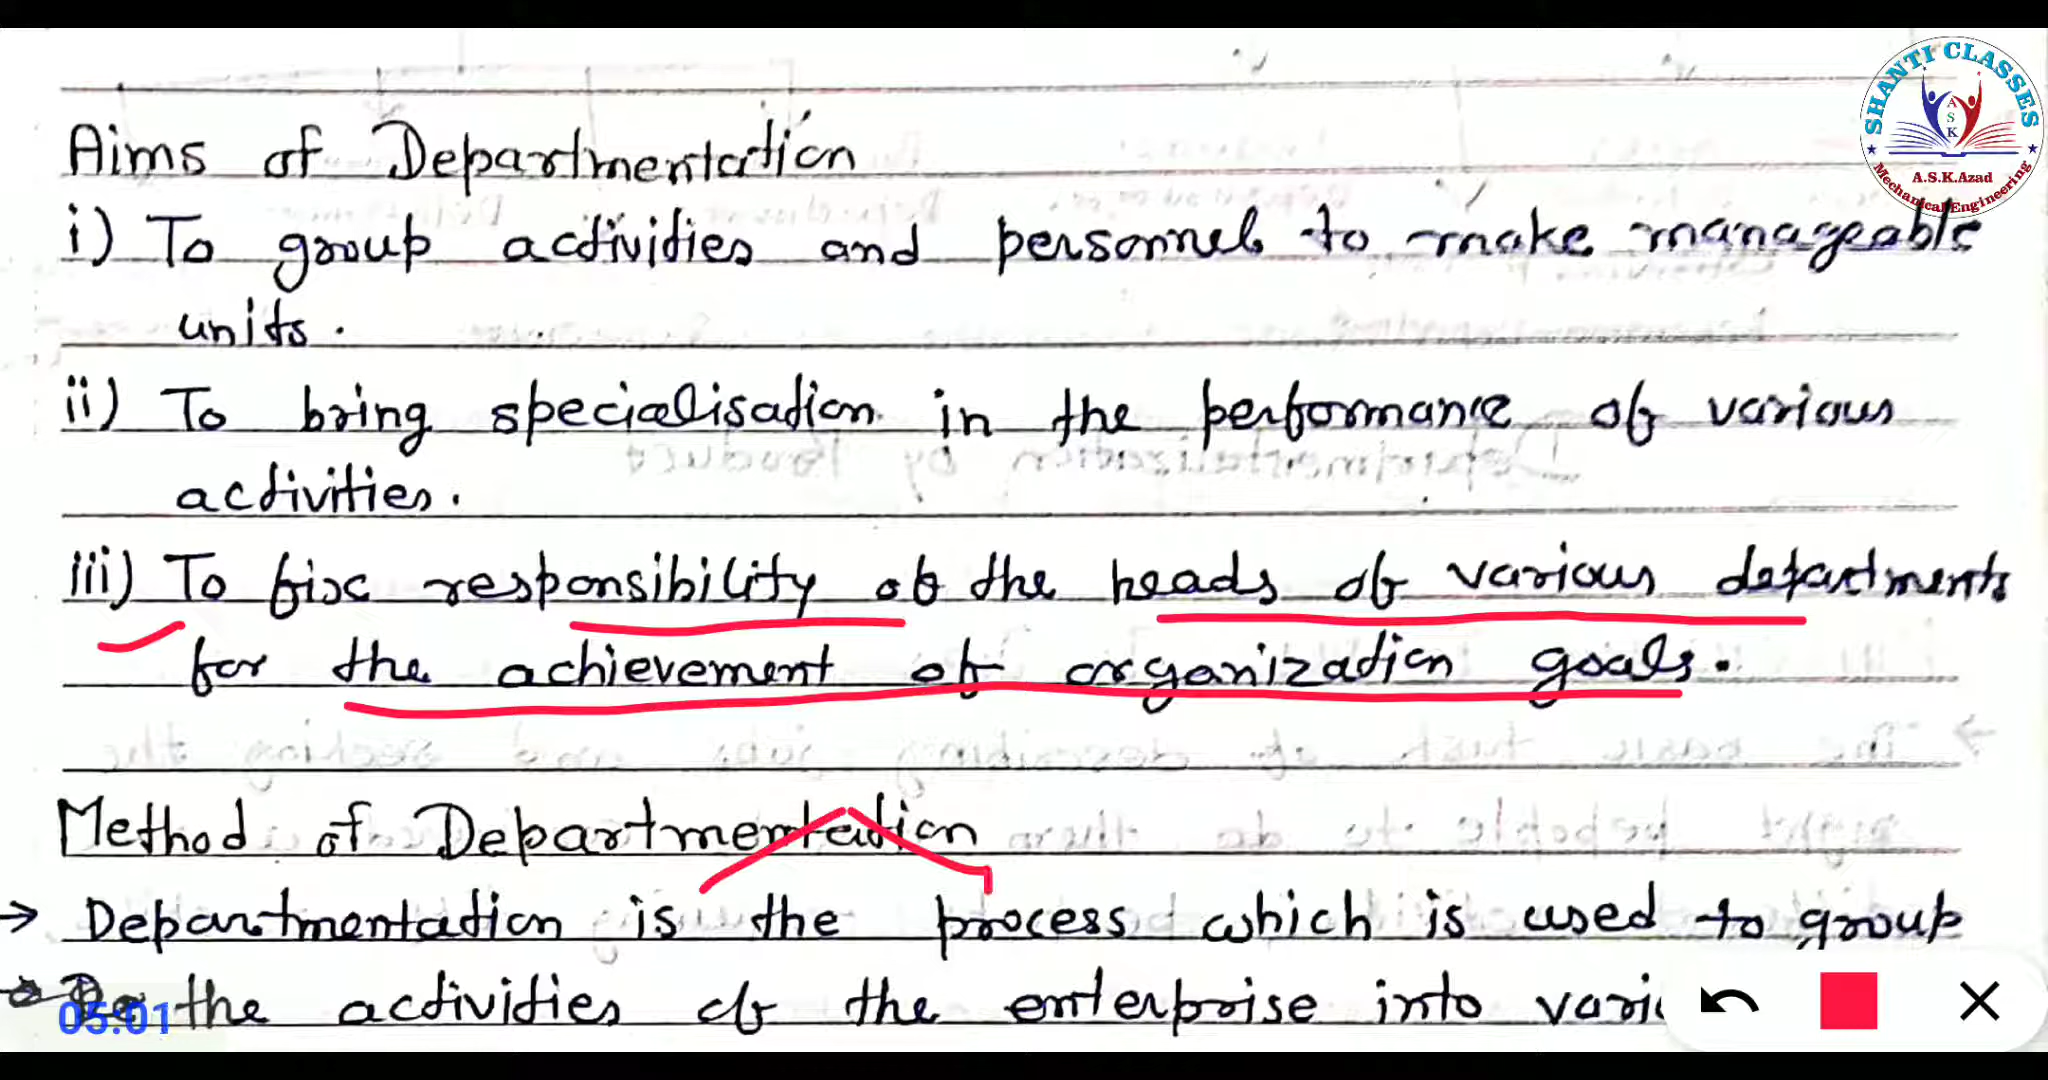 SHANTI CLASSES
A
S
K
A.S.K.Azad
Mechanical Engineering
Aims of Departmentation
i) To group activities and personnel to make manageable
units.
ii) To bring specialisation in the performance of various
activities.
iii) To fix responsibility of the heads of various departments
for the achievement of organization goals.
Method of Departmentation
→ Departmentation is the process which is used to group
the activities of the enterprise into
05:01